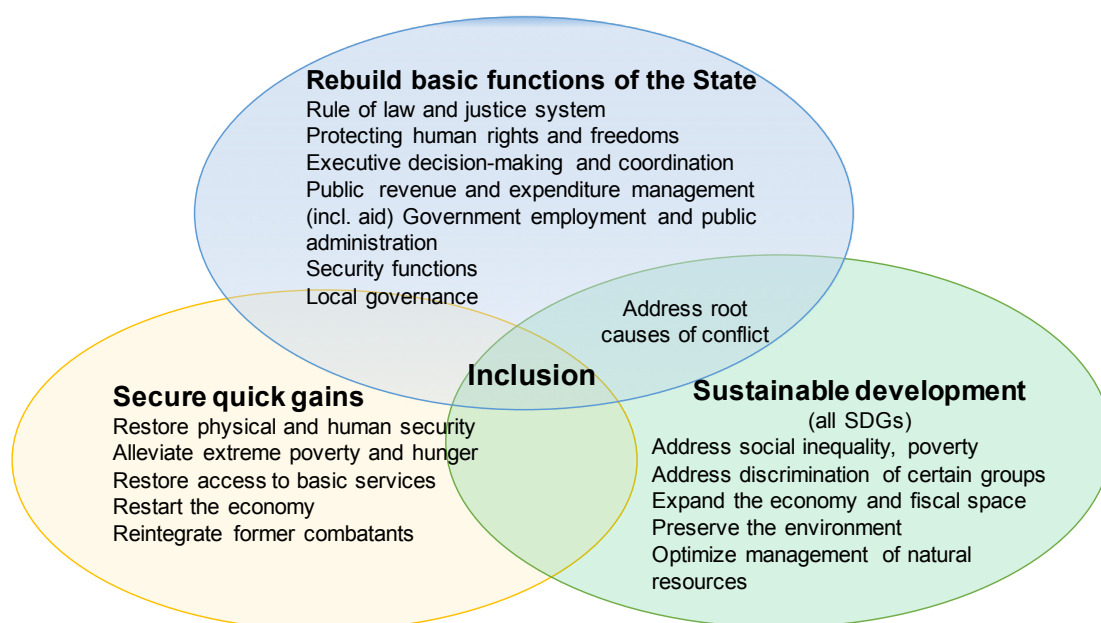 Rebuild basic functions of the State
Rule of law and justice system
Protecting human rights and freedoms
Executive decision-making and coordination
Public revenue and expenditure management
(incl. aid) Government employment and public
administration
Security functions
Local governance
Address root
causes of conflict
Inclusion
Secure quick gains
Restore physical and human security
Alleviate extreme poverty and hunger
Restore access to basic services
Restart the economy
Reintegrate former combatants
Sustainable development
(all SDGs)
Address social inequality, poverty
Address discrimination of certain groups
Expand the economy and fiscal space
Preserve the environment
Optimize management of natural
resources